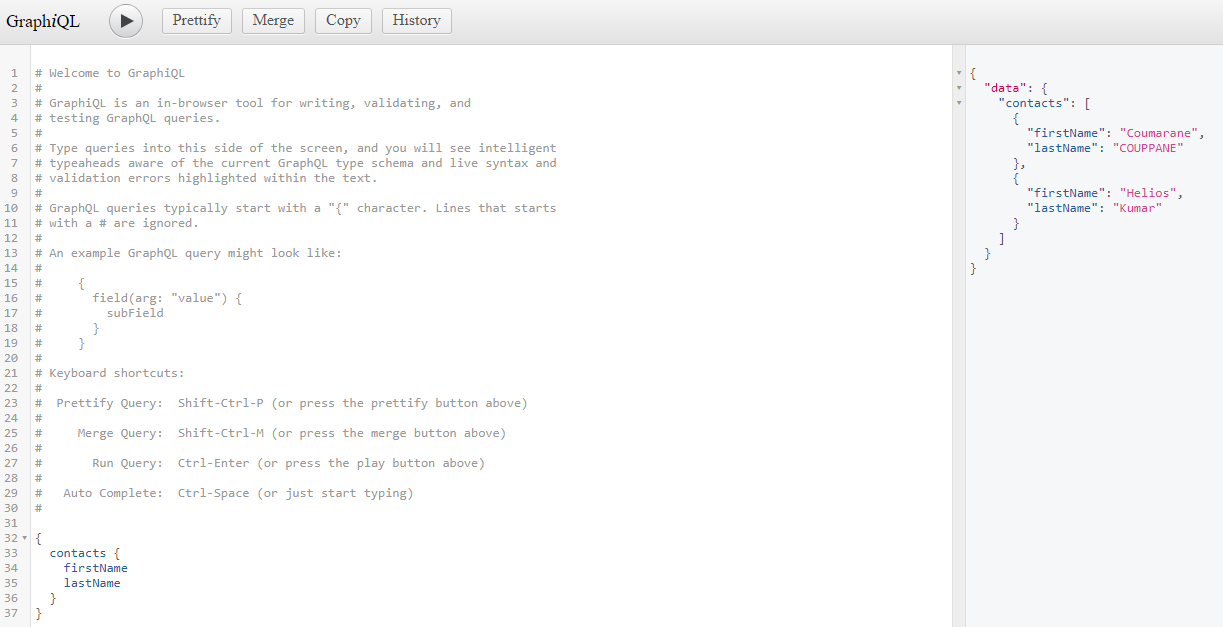 GraphiQL Prettify Merge Copy History
1 # Welcome to GraphiQL
2 #
3 # GraphiQL is an in-browser tool for writing, validating, and
4 # testing GraphQL queries.
5 #
6 # Type queries into this side of the screen, and you will see intelligent
7 # typeaheads aware of the current GraphQL type schema and live syntax and
8 # validation errors highlighted within the text.
9 #
10 # GraphQL queries typically start with a "{" character. Lines that starts
11 # with a # are ignored.
12 #
13 # An example GraphQL query might look like:
14 #
15 #     {
16 #       field(arg: "value") {
17 #         subField
18 #       }
19 #     }
20 #
21 # Keyboard shortcuts:
22 #
23 #  Prettify Query:  Shift-Ctrl-P (or press the prettify button above)
24 #
25 #     Merge Query:  Shift-Ctrl-M (or press the merge button above)
26 #
27 #       Run Query:  Ctrl-Enter (or press the play button above)
28 #
29 #   Auto Complete:  Ctrl-Space (or just start typing)
30 #
31
32 {
33   contacts {
34     firstName
35     lastName
36   }
37 }
{
  "data": {
    "contacts": [
      {
        "firstName": "Coumarane",
        "lastName": "COUPPANE"
      },
      {
        "firstName": "Helios",
        "lastName": "Kumar"
      }
    ]
  }
}